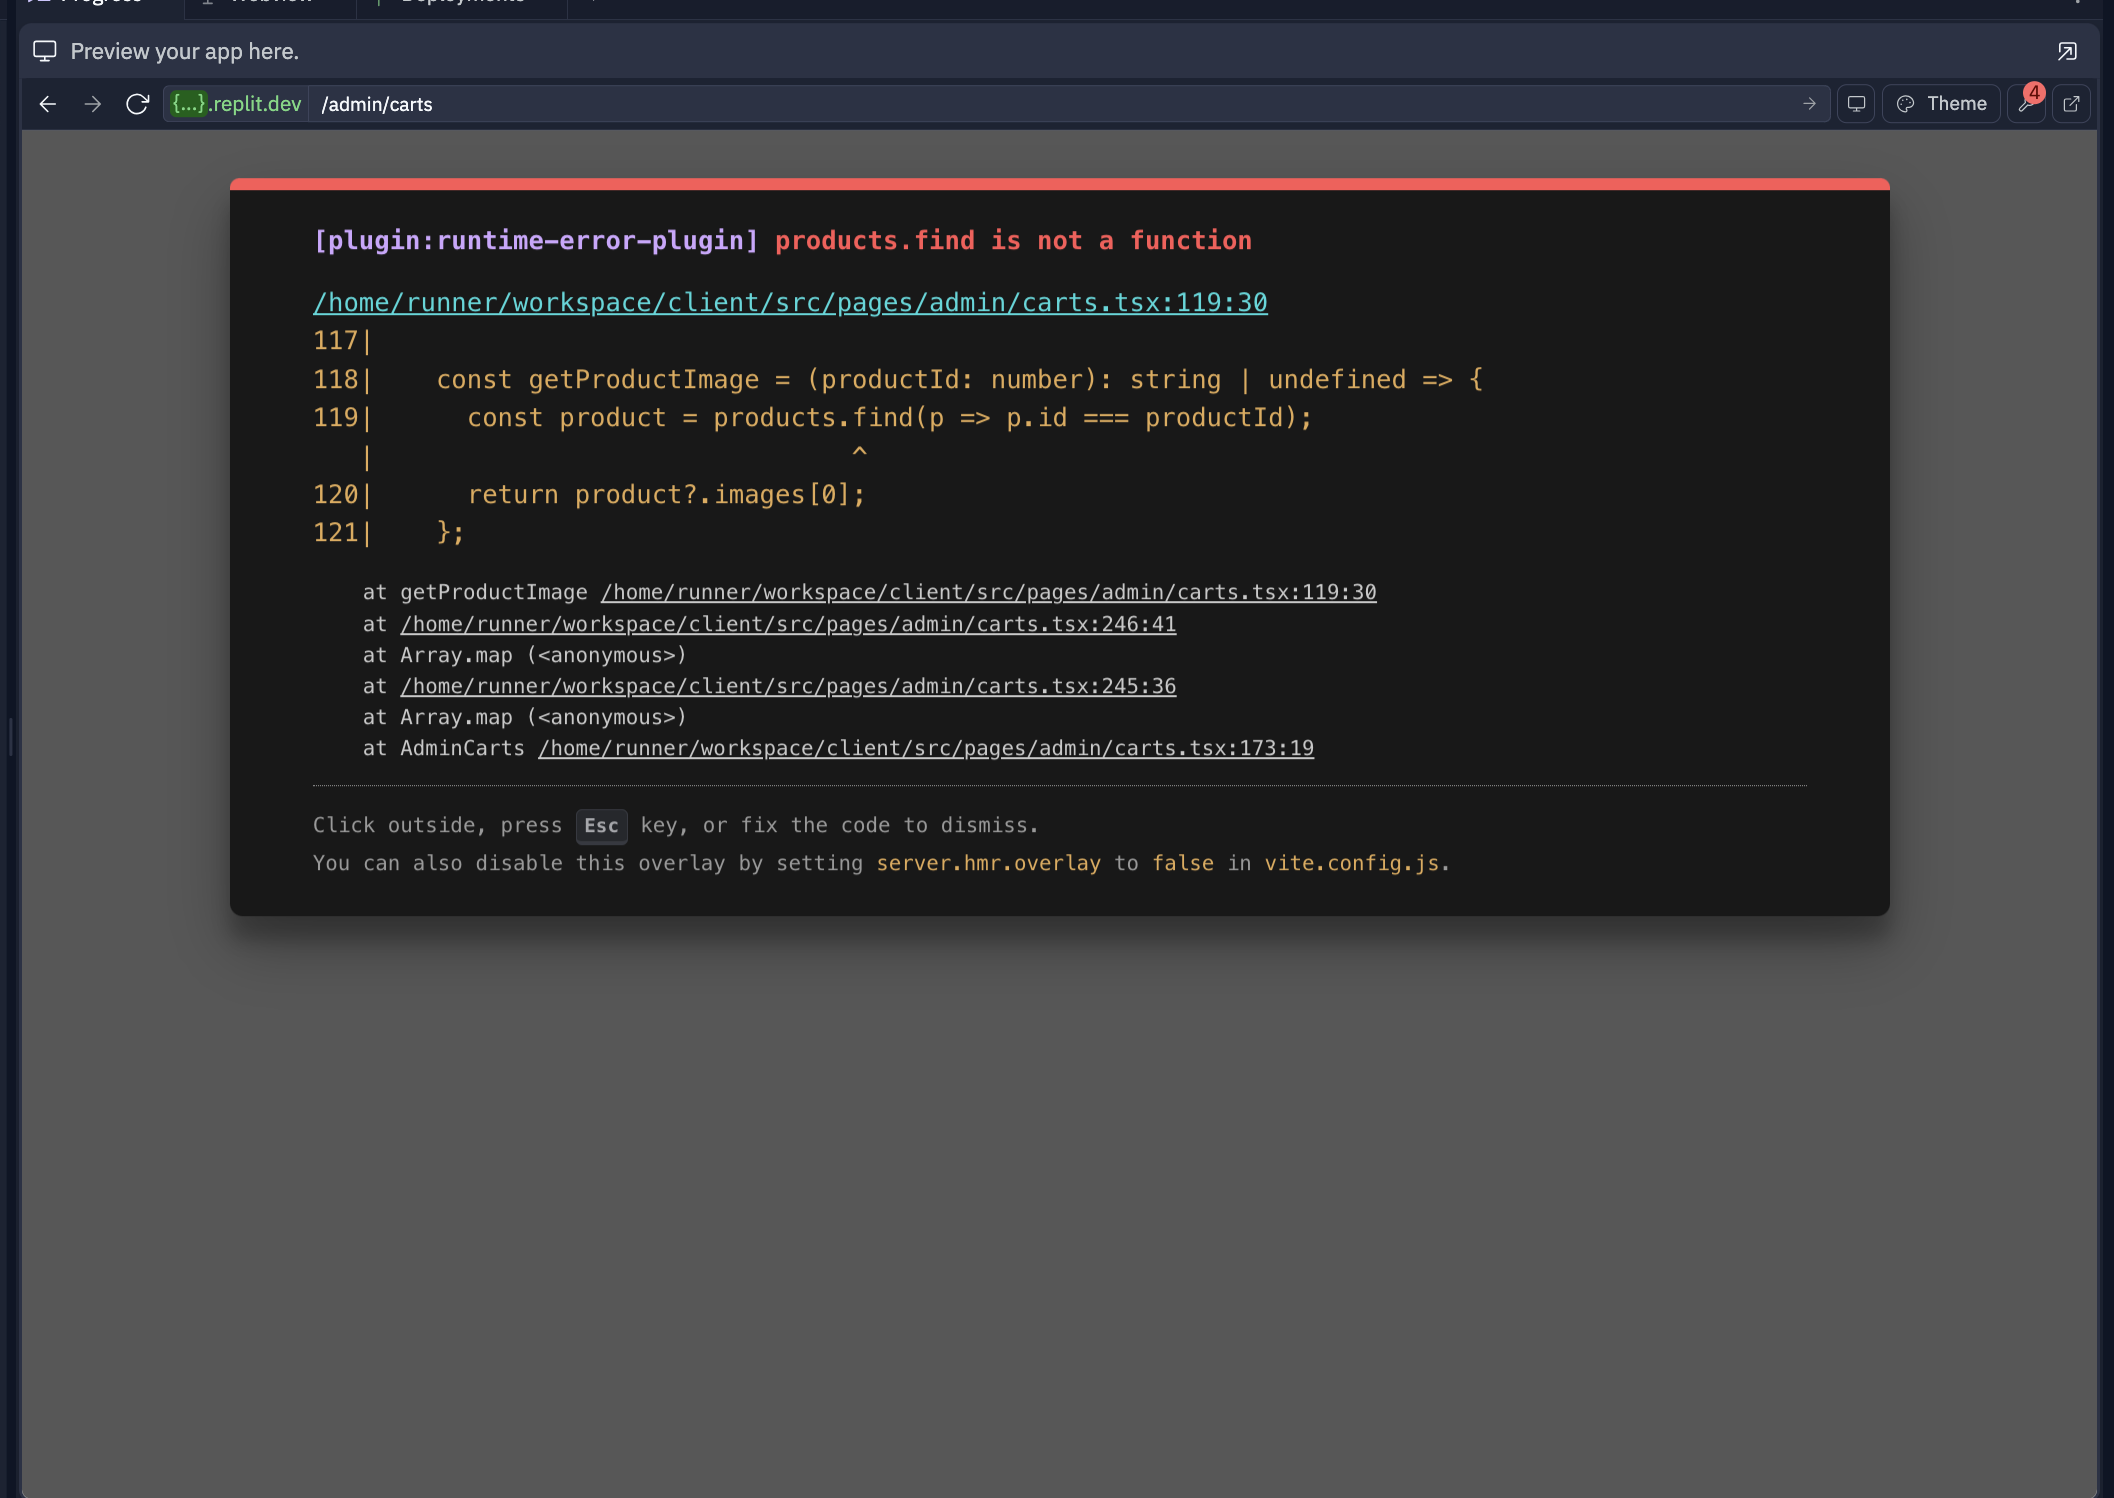 Preview your app here.
{...}.replit.dev /admin/carts
Theme
4
[plugin:runtime-error-plugin] products.find is not a function
/home/runner/workspace/client/src/pages/admin/carts.tsx:119:30
117|
118|    const getProductImage = (productId: number): string | undefined => {
119|      const product = products.find(p => p.id === productId);
   |                               ^
120|      return product?.images[0];
121|    };
at getProductImage /home/runner/workspace/client/src/pages/admin/carts.tsx:119:30
at /home/runner/workspace/client/src/pages/admin/carts.tsx:246:41
at Array.map (<anonymous>)
at /home/runner/workspace/client/src/pages/admin/carts.tsx:245:36
at Array.map (<anonymous>)
at AdminCarts /home/runner/workspace/client/src/pages/admin/carts.tsx:173:19
Click outside, press Esc key, or fix the code to dismiss.
You can also disable this overlay by setting server.hmr.overlay to false in vite.config.js.